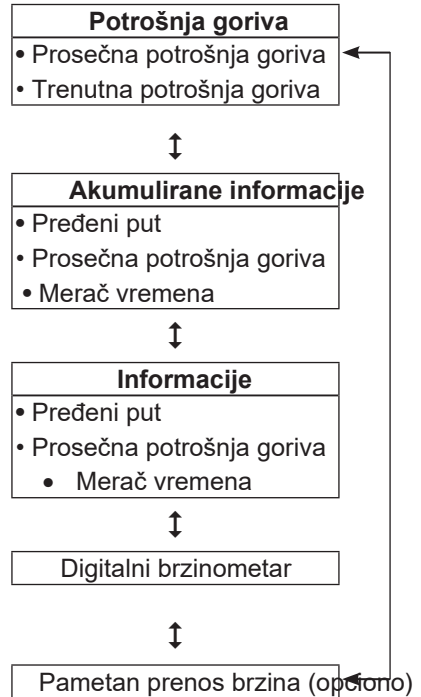 Potrošnja goriva
• Prosečna potrošnja goriva
• Trenutna potrošnja goriva
Akumulirane informacije
• Pređeni put
• Prosečna potrošnja goriva
• Merač vremena
Informacije
• Pređeni put
• Prosečna potrošnja goriva
• Merač vremena
Digitalni brzinometar
Pametan prenos brzina (opciono)